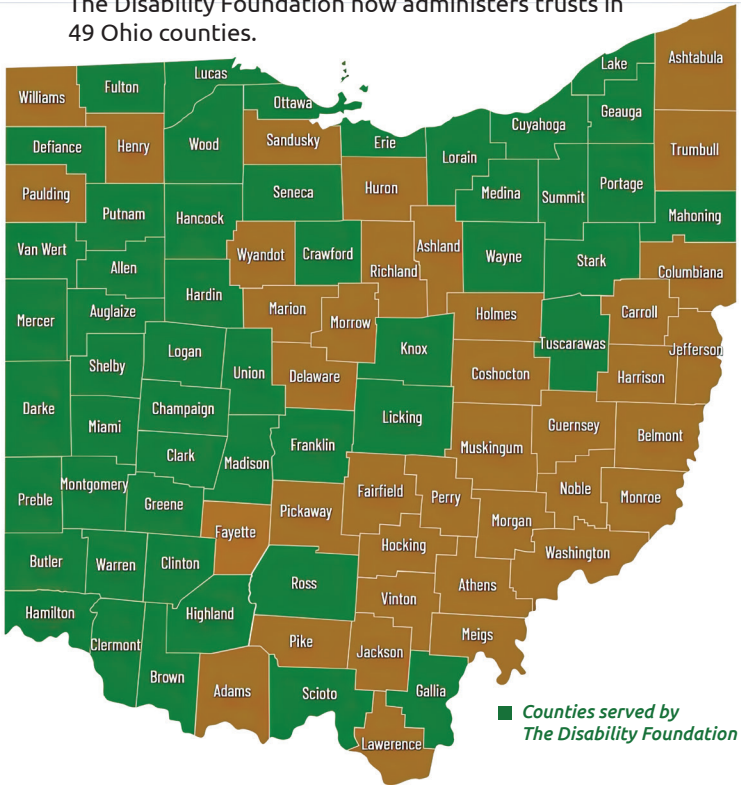 The Disability Foundation now administers trusts in
49 Ohio counties.
Lake
Ashtabula
Lucas
Fulton
Williams
Ottawa
Geauga
Cuyahoga
Sandusky
Erie
Wood
Henry
Defiance
Trumbull
Lorain
Portage
Huron
Seneca
Medina
Summit
Paulding
Putnam
Hancock
Mahoning
Ashland
Van Wert
Wyandot
Crawford
Wayne
Stark
Allen
Richland
Columbiana
Hardin
Marion
Auglaize
Carroll
Holmes
Mercer
Morrow
Tuscarawas
Knox
Jefferson
Logan
Shelby
Union
Delaware
Coshocton
Harrison
Darke
Champaign
Licking
Guernsey
Miami
Belmont
Franklin
Muskingum
Clark
Madison
Montgomery
Fairfield
Noble
Perry
Monroe
Preble
Greene
Pickaway
Morgan
Fayette
Hocking
Washington
Butler
Warren
Clinton
Ross
Athens
Vinton
Hamilton
Highland
Meigs
Clermont
Pike
Jackson
Brown
Adams
Scioto
Gallia
Lawerence
Counties served by
The Disability Foundation